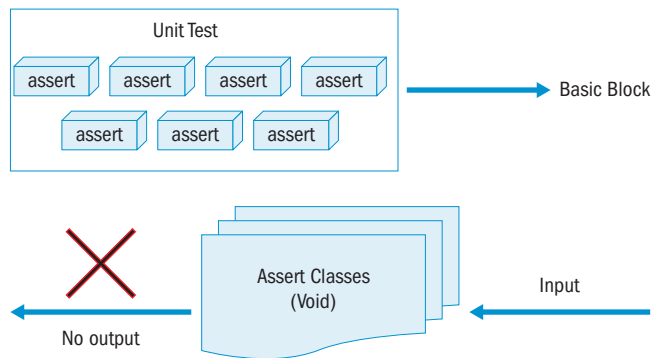 Unit Test
assert assert assert assert
Basic Block
assert assert assert
Assert Classes
(Void)
Input
No output